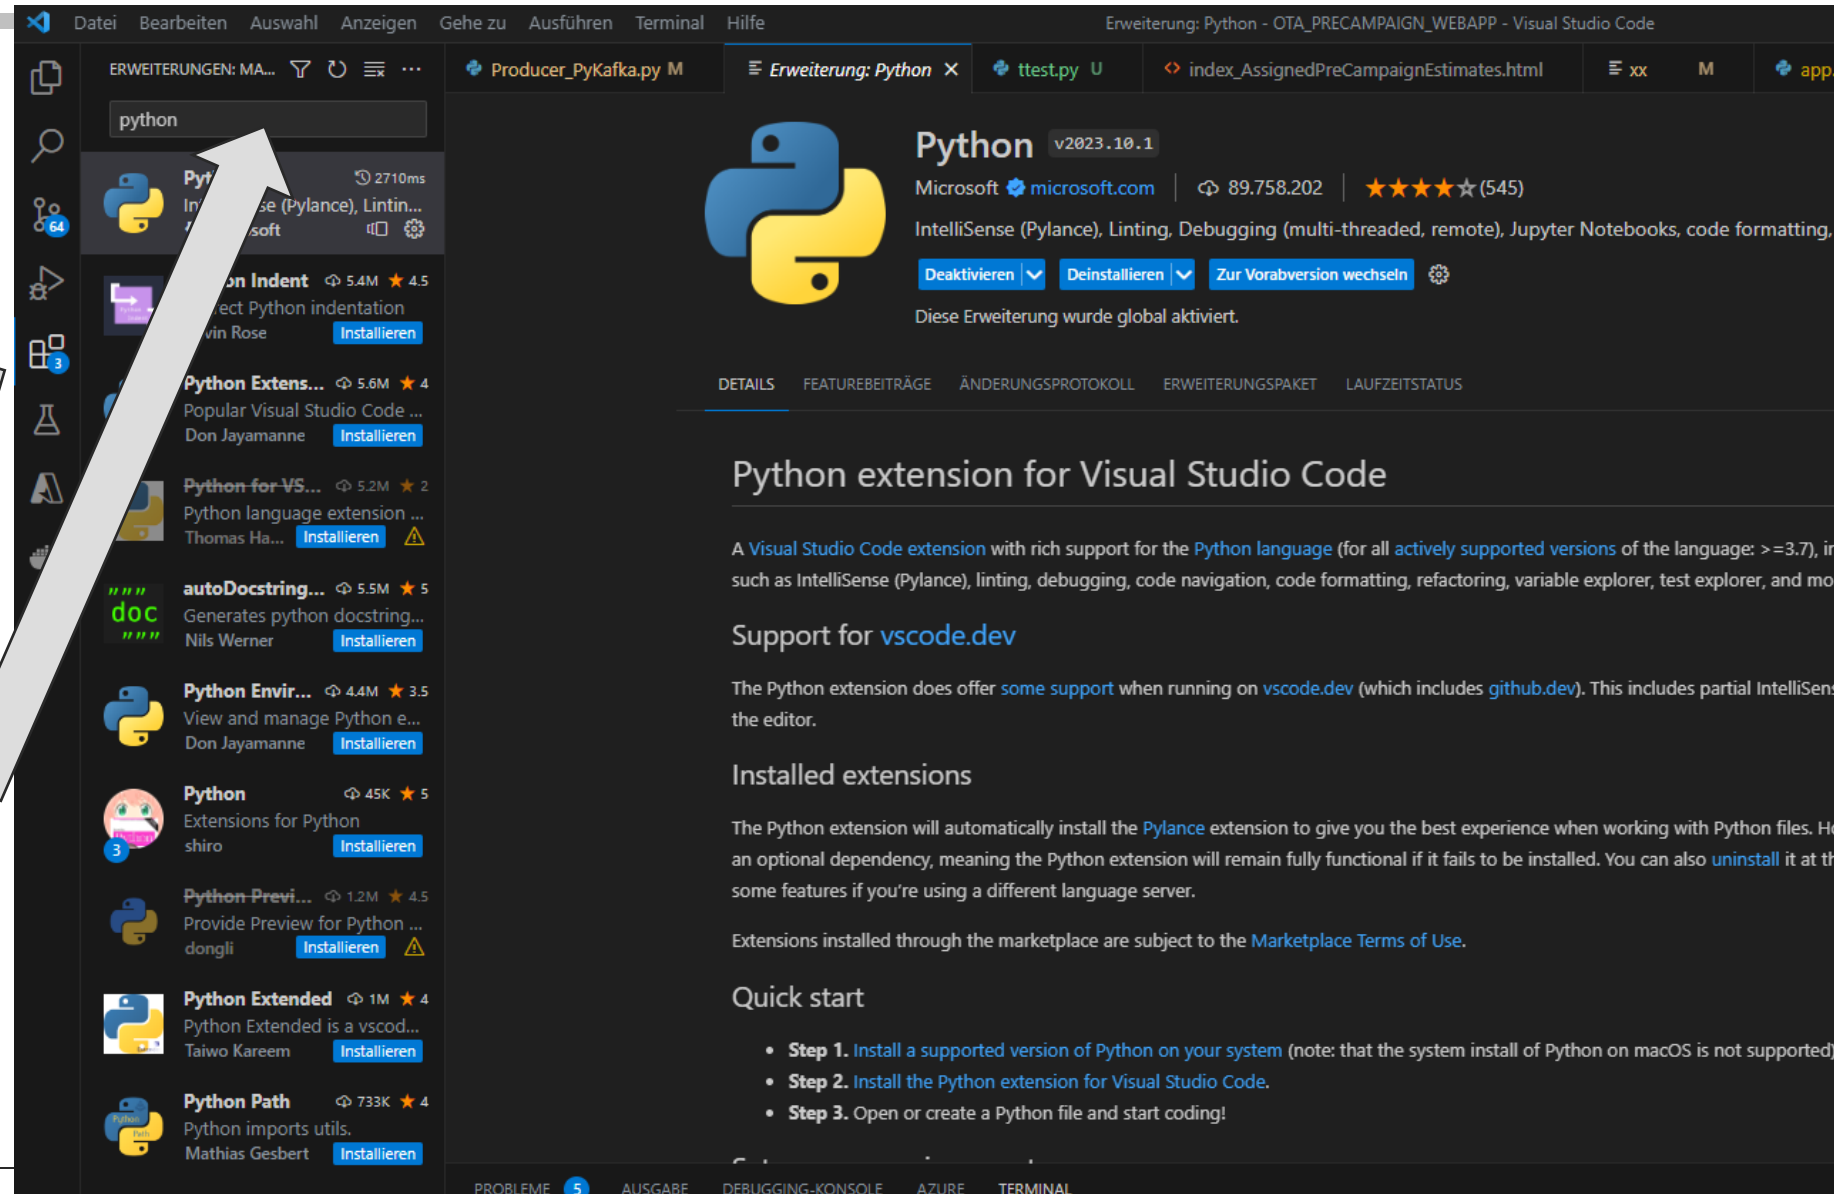 Datei Bearbeiten Auswahl Anzeigen Gehe zu Ausführen Terminal Hilfe Erweiterung: Python - OTA_PRECAMPAIGN_WEBAPP - Visual Studio Code
ERWEITERUNGEN: MA...
Producer_PyKafka.py M Erweiterung: Python ttest.py U index_AssignedPreCampaignEstimates.html xx M app.
python
64
3
2710ms
(Pylance), Lintin...
on Indent 5.4M 4.5
Python indentation
Rose Installieren
Python Extens... 5.6M 4
Popular Visual Studio Code ...
Don Jayamanne Installieren
Python for VS... 5.2M 2
Python language extension ...
Thomas Ha... Installieren
"""
doc
"""
autoDocstring... 5.5M 5
Generates python docstring...
Nils Werner Installieren
Python Envir... 4.4M 3.5
View and manage Python e...
Don Jayamanne Installieren
3
Python 45K 5
Extensions for Python
shiro Installieren
Python Previ... 1.2M 4.5
Provide Preview for Python ...
dongli Installieren
Python Extended 1M 4
Python Extended is a vscod...
Taiwo Kareem Installieren
Python
Path
Python Path 733K 4
Python imports utils.
Mathias Gesbert Installieren
Python v2023.10.1
Microsoft microsoft.com 89.758.202 (545)
IntelliSense (Pylance), Linting, Debugging (multi-threaded, remote), Jupyter Notebooks, code formatting,
Deaktivieren Deinstallieren Zur Vorabversion wechseln
Diese Erweiterung wurde global aktiviert.
DETAILS FEATUREBEITRÄGE ÄNDERUNGSPROTOKOLL ERWEITERUNGSPAKET LAUFZEITSTATUS
Python extension for Visual Studio Code
A Visual Studio Code extension with rich support for the Python language (for all actively supported versions of the language: >=3.7), in
such as IntelliSense (Pylance), linting, debugging, code navigation, code formatting, refactoring, variable explorer, test explorer, and mo
Support for vscode.dev
The Python extension does offer some support when running on vscode.dev (which includes github.dev). This includes partial IntelliSens
the editor.
Installed extensions
The Python extension will automatically install the Pylance extension to give you the best experience when working with Python files. Ho
an optional dependency, meaning the Python extension will remain fully functional if it fails to be installed. You can also uninstall it at th
some features if you're using a different language server.
Extensions installed through the marketplace are subject to the Marketplace Terms of Use.
Quick start
• Step 1. Install a supported version of Python on your system (note: that the system install of Python on macOS is not supported)
• Step 2. Install the Python extension for Visual Studio Code.
• Step 3. Open or create a Python file and start coding!
PROBLEME 5 AUSGABE DEBUGGING-KONSOLE AZURE TERMINAL